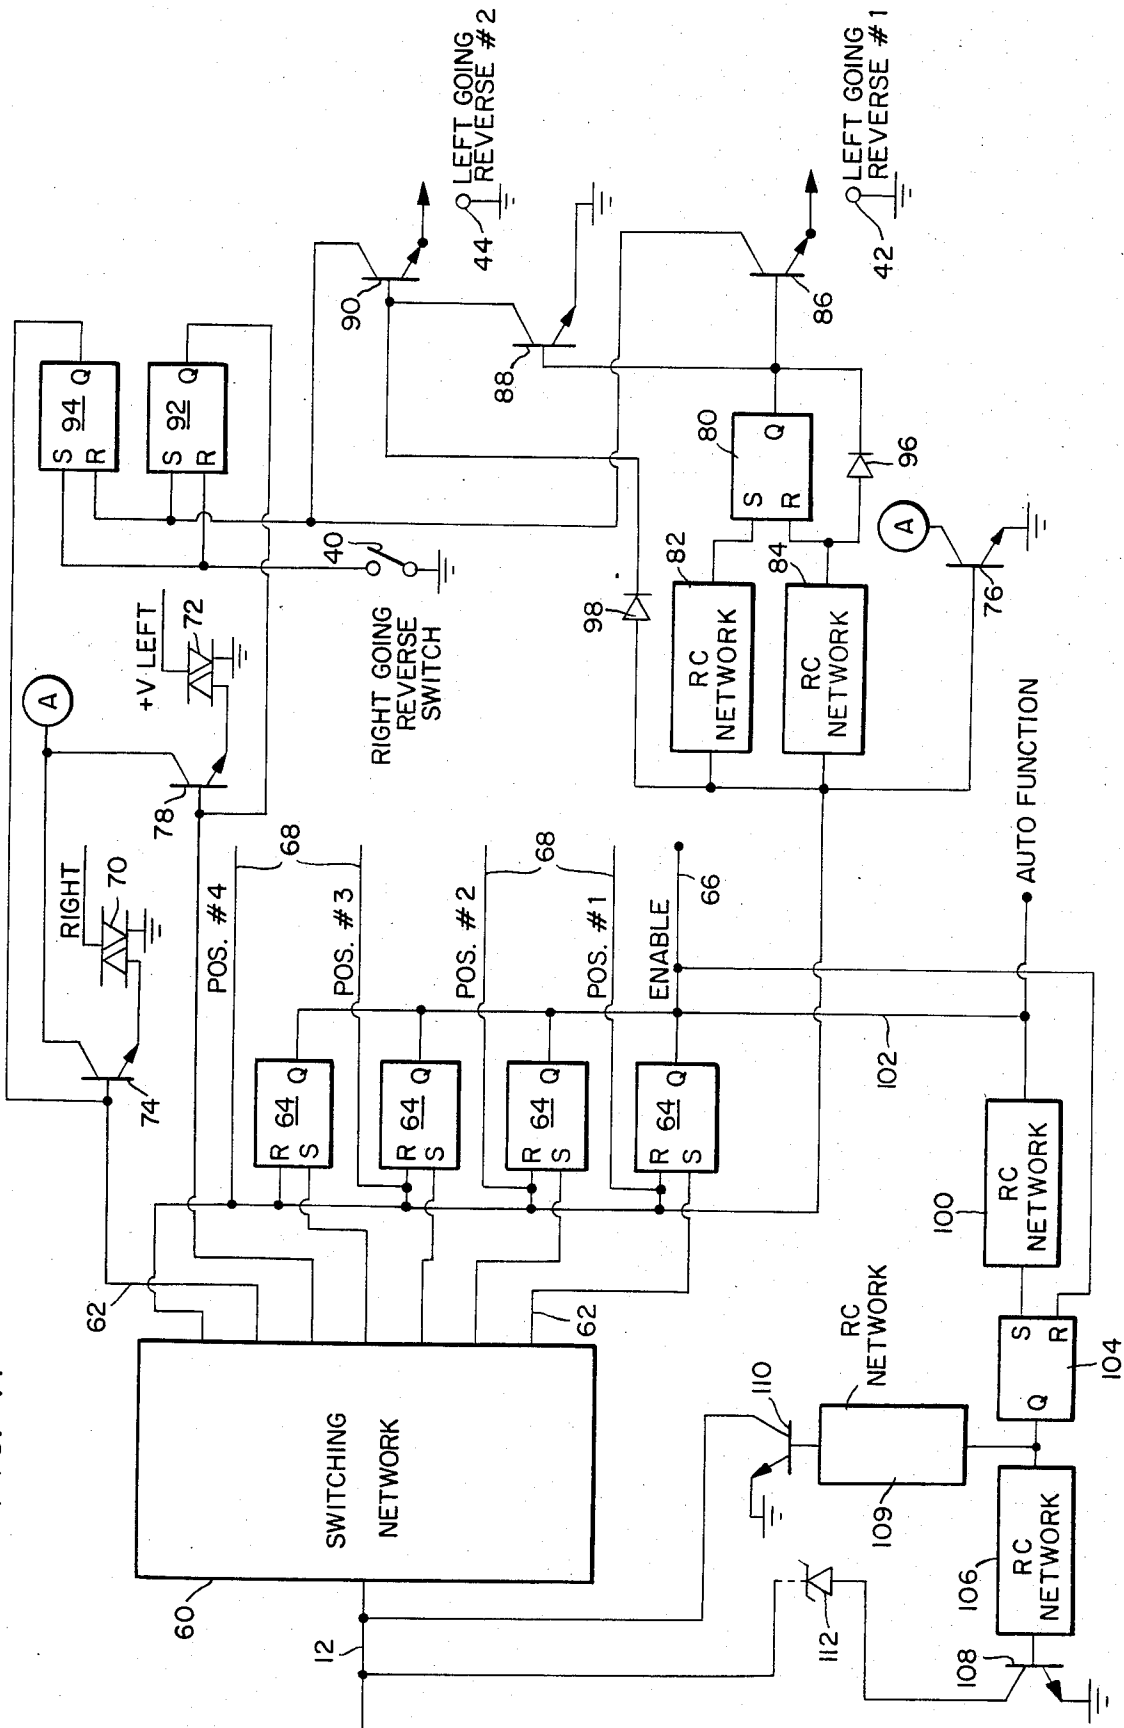 94
S
R
Q
92
S
R
Q
90
44
LEFT GOING
REVERSE #2
88
86
42
LEFT GOING
REVERSE #1
40
RIGHT GOING
REVERSE
SWITCH
+V LEFT
72
A
78
RIGHT
70
74
80
S
R
Q
96
98
82
RC
NETWORK
84
RC
NETWORK
A
76
68
POS. #4
POS. #3
68
POS. #2
POS. #1
ENABLE
66
64
R
S
Q
64
R
S
Q
64
R
S
Q
64
R
S
Q
62
62
SWITCHING
NETWORK
60
12
AUTO FUNCTION
102
100
RC
NETWORK
S
R
Q
104
RC
NETWORK
109
110
106
RC
NETWORK
108
112